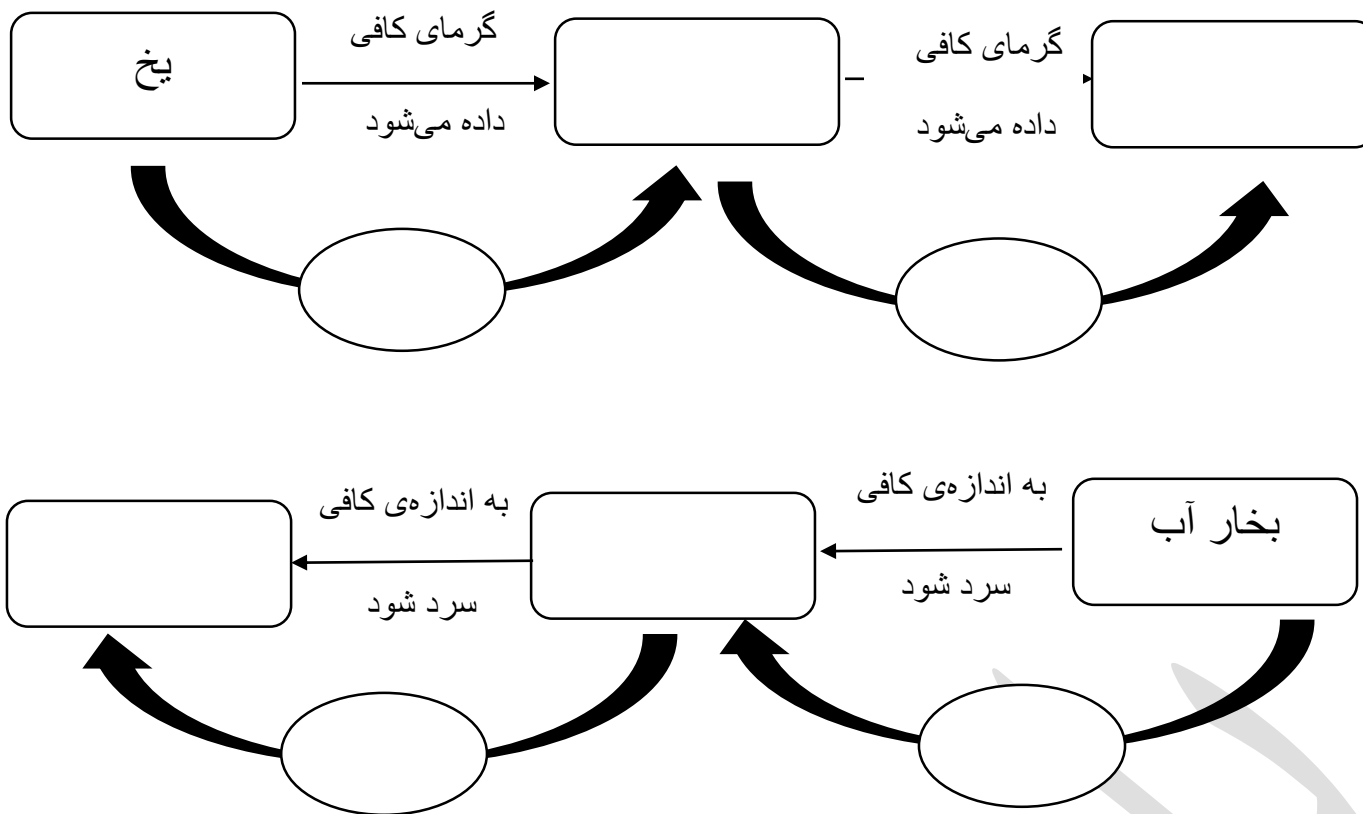 یخ
گرمای کافی
داده می‌شود
گرمای کافی
داده می‌شود
بخار آب
به اندازه‌ی کافی
سرد شود
به اندازه‌ی کافی
سرد شود